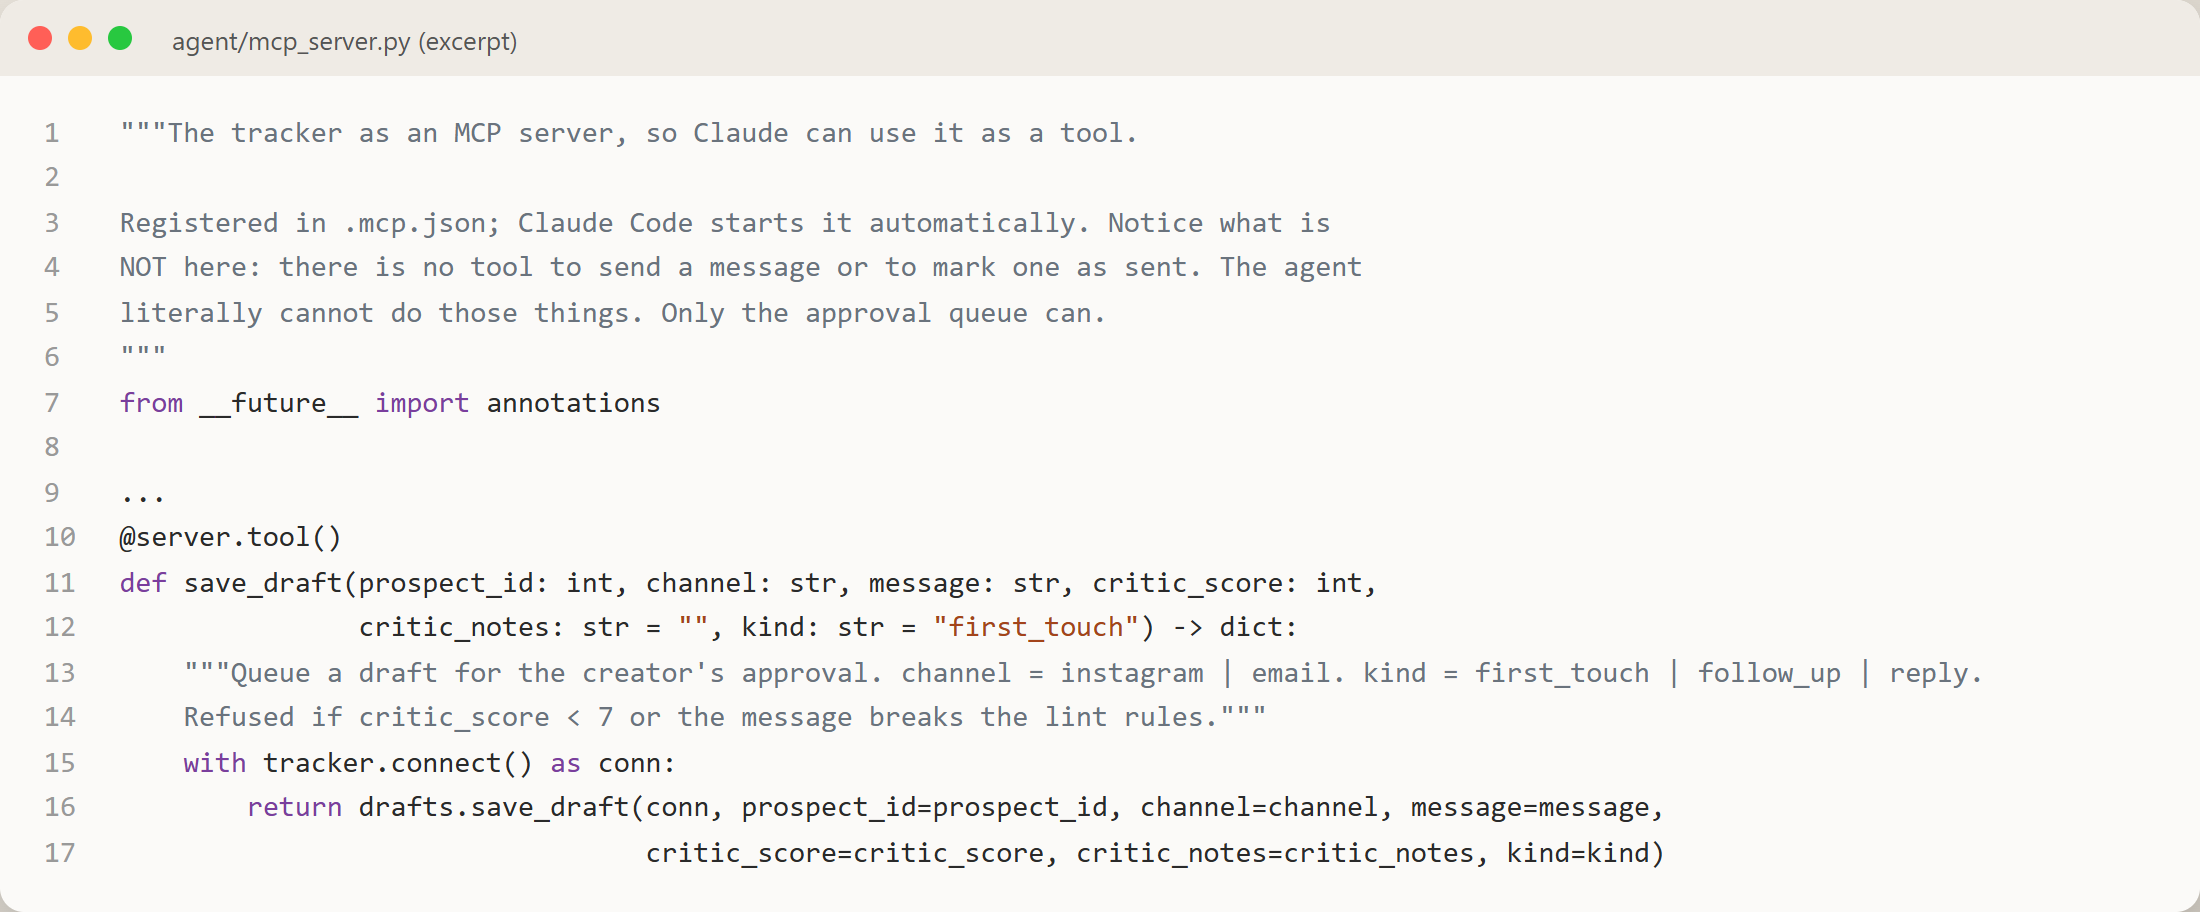 agent/mcp_server.py (excerpt)
1 """The tracker as an MCP server, so Claude can use it as a tool.
2
3 Registered in .mcp.json; Claude Code starts it automatically. Notice what is
4 NOT here: there is no tool to send a message or to mark one as sent. The agent
5 literally cannot do those things. Only the approval queue can.
6 """
7 from __future__ import annotations
8
9 ...
10 @server.tool()
11 def save_draft(prospect_id: int, channel: str, message: str, critic_score: int,
12                critic_notes: str = "", kind: str = "first_touch") -> dict:
13     """Queue a draft for the creator's approval. channel = instagram | email. kind = first_touch | follow_up | reply.
14     Refused if critic_score < 7 or the message breaks the lint rules."""
15     with tracker.connect() as conn:
16         return drafts.save_draft(conn, prospect_id=prospect_id, channel=channel, message=message,
17                                  critic_score=critic_score, critic_notes=critic_notes, kind=kind)